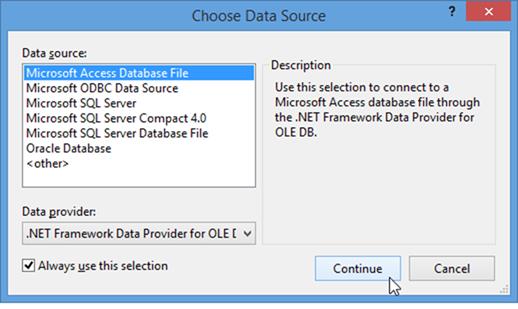 Choose Data Source
?
Data source:
Microsoft Access Database File
Microsoft ODBC Data Source
Microsoft SQL Server
Microsoft SQL Server Compact 4.0
Microsoft SQL Server Database File
Oracle Database
<other>
Description
Use this selection to connect to a
Microsoft Access database file through
the .NET Framework Data Provider for
OLE DB.
Data provider:
.NET Framework Data Provider for OLE
Always use this selection
Continue
Cancel